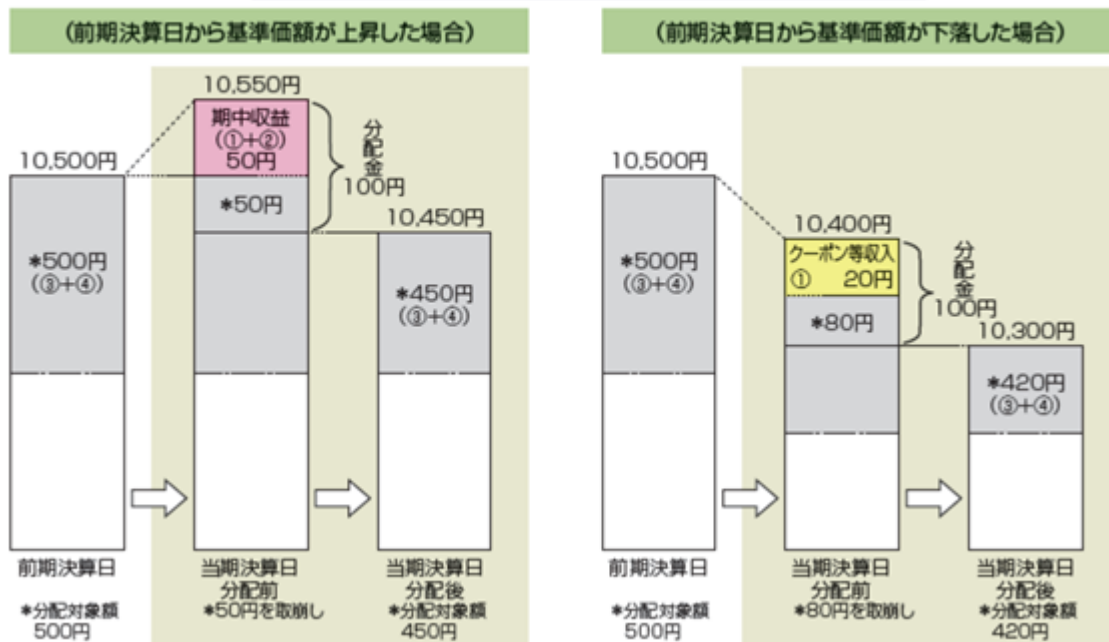 (前期決算日から基準価額が上昇した場合)
10,550円
期中収益
(①+②)
50円
分配金
100円
10,500円
*50円
10,450円
*500円
(③+④)
*450円
(③+④)
前期決算日
*分配対象額
500円
当期決算日
分配前
*50円を取崩し
当期決算日
分配後
*分配対象額
450円
(前期決算日から基準価額が下落した場合)
10,500円
10,400円
*500円
(③+④)
クーポン等収入
① 20円
分配金
100円
*80円
10,300円
*420円
(③+④)
前期決算日
*分配対象額
500円
当期決算日
分配前
*80円を取崩し
当期決算日
分配後
*分配対象額
420円